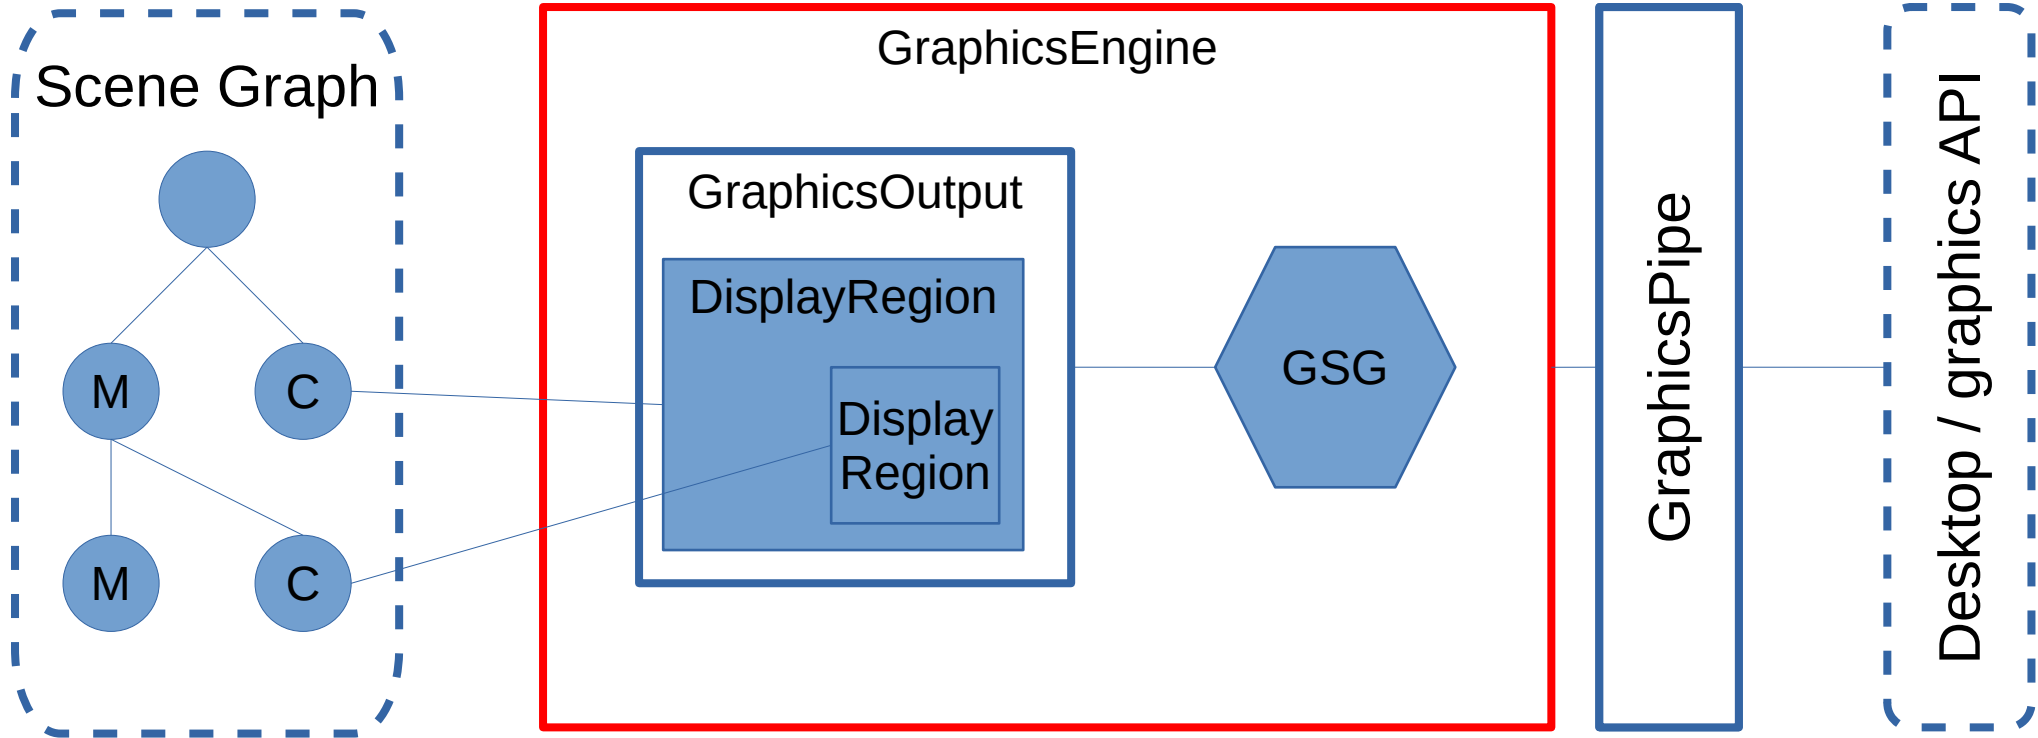 Scene Graph
M
C
M
C
GraphicsEngine
GraphicsOutput
DisplayRegion
Display
Region
GSG
GraphicsPipe
Desktop / graphics API